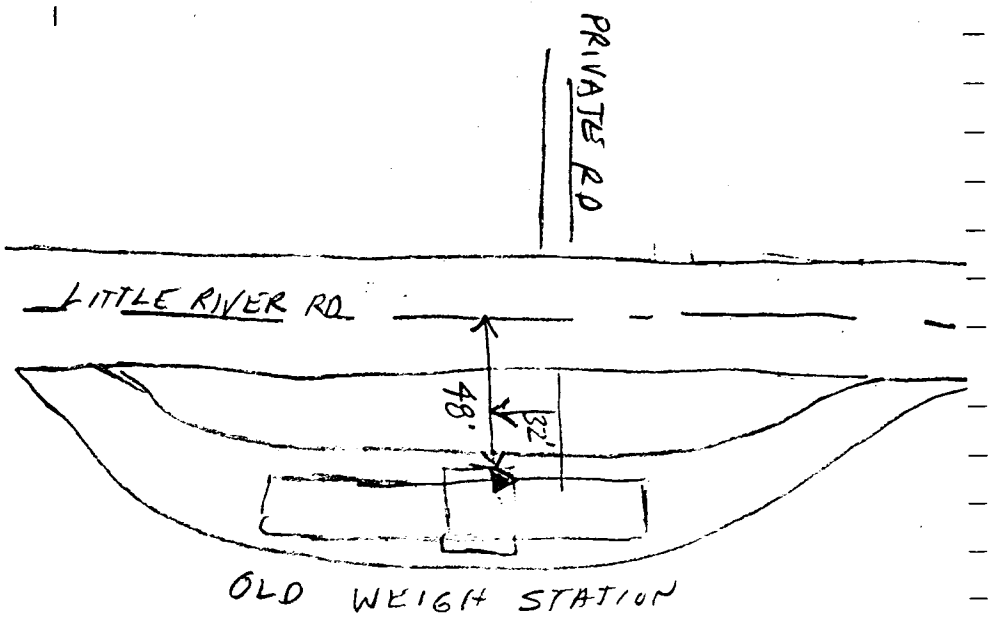 PRIVATE RD
LITTLE RIVER RD
48'
32'
OLD WEIGH STATION